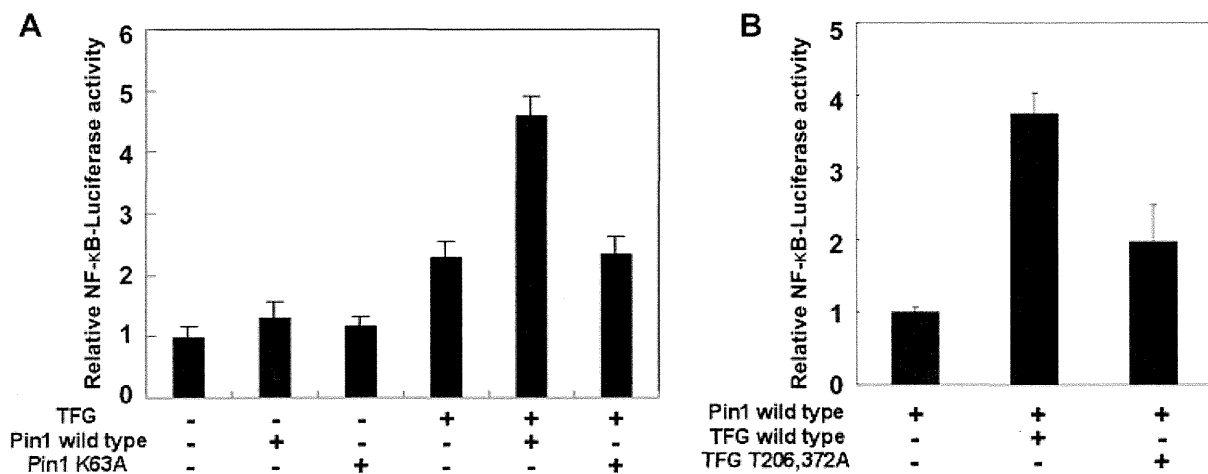 A
Relative NF-κB-Luciferase activity
6
5
4
3
2
1
0
TFG - - - + + +
Pin1 wild type - + - - + -
Pin1 K63A - - + - - +
B
Relative NF-κB-Luciferase activity
5
4
3
2
1
0
Pin1 wild type + + +
TFG wild type - + -
TFG T206,372A - - +